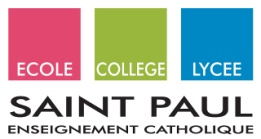 ECOLE COLLEGE LYCEE
SAINT PAUL
ENSEIGNEMENT CATHOLIQUE